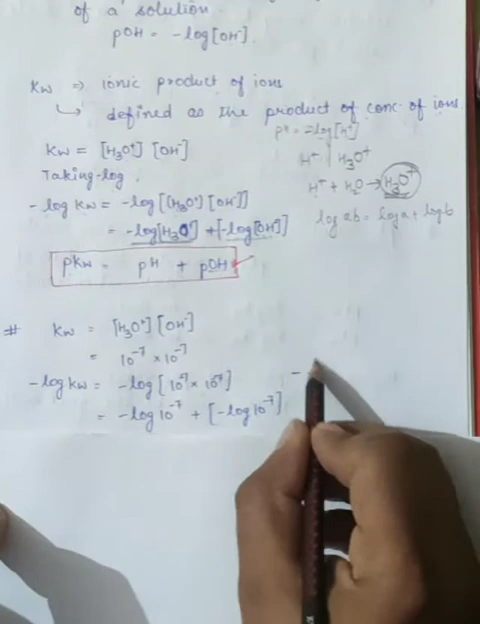 of a solution.
pOH = -log[OH⁻]
Kw ⇒ ionic product of ions
↳ defined as the product of conc. of ions.
pH = -log[H⁺]
Kw = [H₃O⁺] [OH⁻]
H⁺ / H₃O⁺
Taking log.
H⁺ + H₂O → H₃O⁺
-log Kw = -log[(H₃O⁺) [OH⁻]]
log ab = log a + log b
= -log[H₃O⁺] + [-log[OH⁻]]
pKw = pH + pOH
# Kw = [H₃O⁺] [OH⁻]
= 10⁻⁷ × 10⁻⁷
-log Kw = -log [10⁻⁷ × 10⁻⁷]
-
= -log 10⁻⁷ + [-log 10⁻⁷]